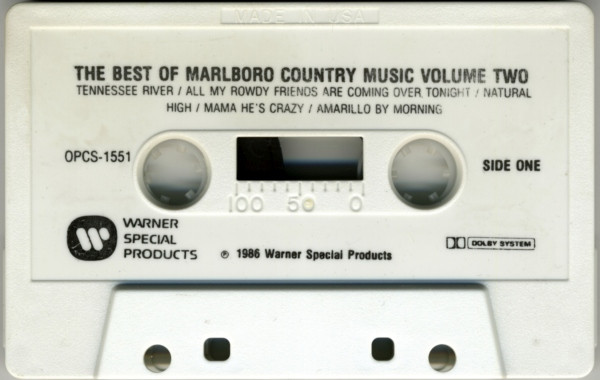 MADE IN USA
THE BEST OF MARLBORO COUNTRY MUSIC VOLUME TWO
TENNESSEE RIVER / ALL MY ROWDY FRIENDS ARE COMING OVER TONIGHT / NATURAL
HIGH / MAMA HE'S CRAZY / AMARILLO BY MORNING
OPCS-1551
SIDE ONE
100 50 0
WARNER
SPECIAL
PRODUCTS
℗ 1986 Warner Special Products
DOLBY SYSTEM